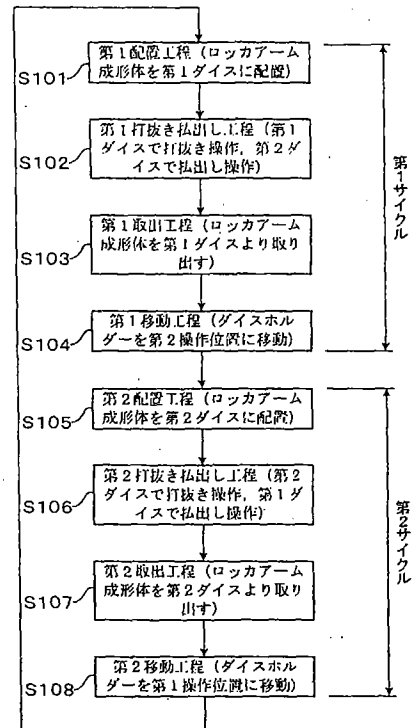 S101
第1配置工程（ロッカアーム
成形体を第1ダイスに配置）
S102
第1打抜き払出し工程（第1
ダイスで打抜き操作，第2ダ
イスで払出し操作）
S103
第1取出工程（ロッカアーム
成形体を第1ダイスより取り
出す）
S104
第1移動工程（ダイスホル
ダーを第2操作位置に移動）
第1サイクル
S105
第2配置工程（ロッカアーム
成形体を第2ダイスに配置）
S106
第2打抜き払出し工程（第2
ダイスで打抜き操作，第1ダ
イスで払出し操作）
S107
第2取出工程（ロッカアーム
成形体を第2ダイスより取り
出す）
S108
第2移動工程（ダイスホル
ダーを第1操作位置に移動）
第2サイクル